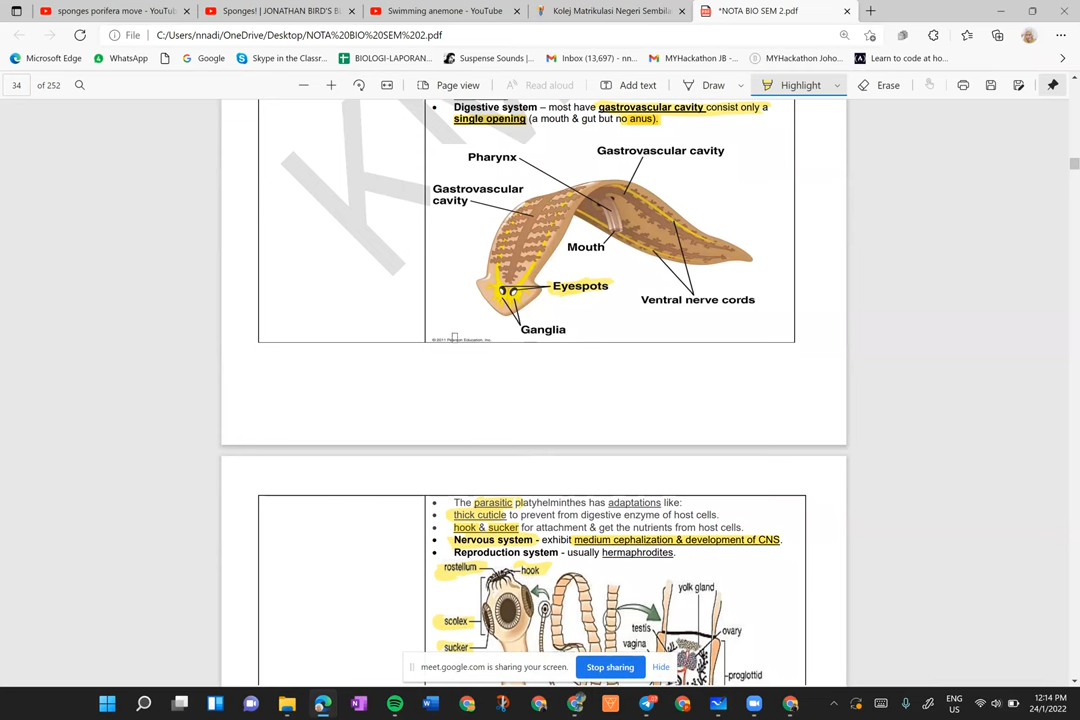 sponges porifera move - YouTu
Sponges! | JONATHAN BIRD'S B
Swimming anemone - YouTube
Kolej Matrikulasi Negeri Sembila
*NOTA BIO SEM 2.pdf
File
C:/Users/nnadi/OneDrive/Desktop/NOTA%20BIO%20SEM%202.pdf
Microsoft Edge
WhatsApp
Google
Skype in the Classr...
BIOLOGI-LAPORAN...
Suspense Sounds |...
Inbox (13,697) - nn...
MYHackathon JB -...
MYHackathon Joho...
Learn to code at ho...
34 of 252
Page view
Read aloud
Add text
Draw
Highlight
Erase
• Digestive system – most have gastrovascular cavity consist only a
single opening (a mouth & gut but no anus).
Pharynx
Gastrovascular cavity
Gastrovascular
cavity
Mouth
Eyespots
Ventral nerve cords
Ganglia
© 2011 Pearson Education, Inc.
• The parasitic platyhelminthes has adaptations like:
• thick cuticle to prevent from digestive enzyme of host cells.
• hook & sucker for attachment & get the nutrients from host cells.
• Nervous system - exhibit medium cephalization & development of CNS.
• Reproduction system - usually hermaphrodites.
rostellum
hook
yolk gland
scolex
testis
ovary
sucker
vagina
proglottid
meet.google.com is sharing your screen.
Stop sharing
Hide
ENG
US
12:14 PM
24/1/2022